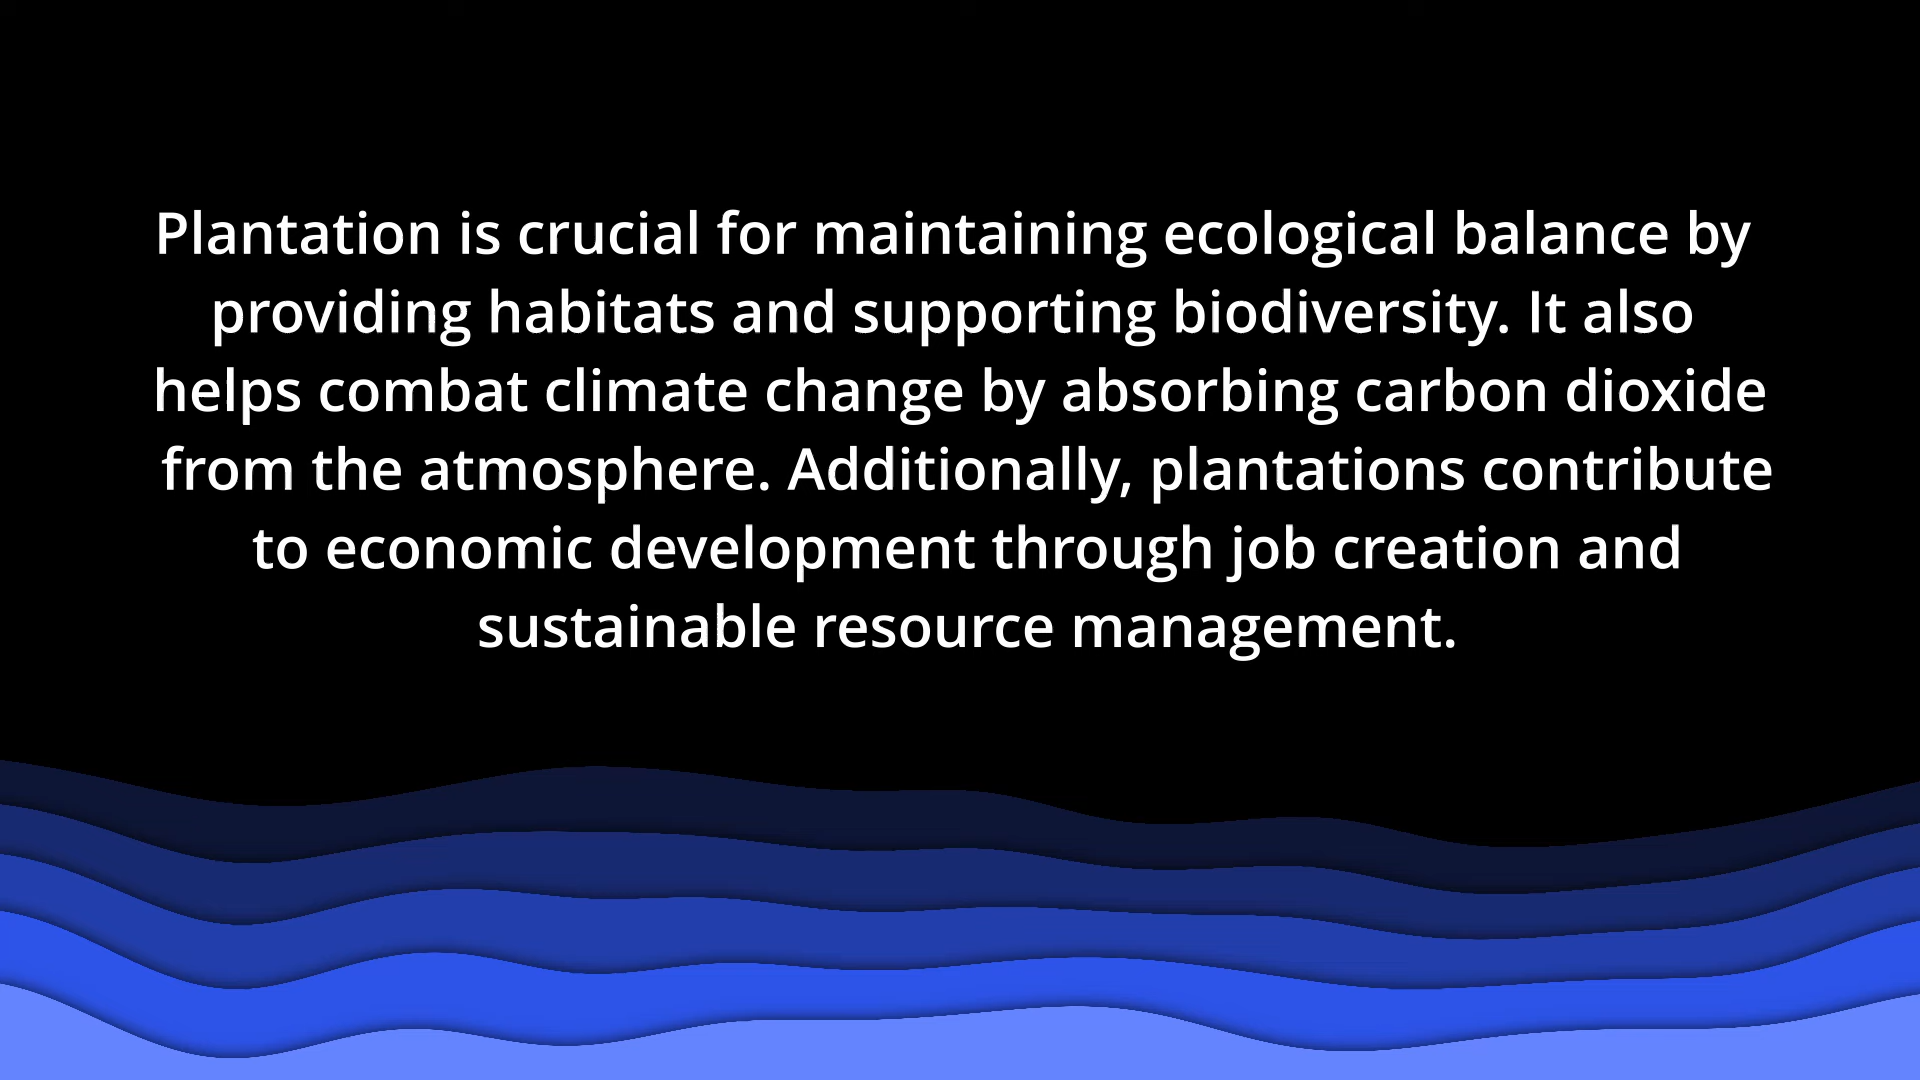 Plantation is crucial for maintaining ecological balance by
providing habitats and supporting biodiversity. It also
helps combat climate change by absorbing carbon dioxide
from the atmosphere. Additionally, plantations contribute
to economic development through job creation and
sustainable resource management.